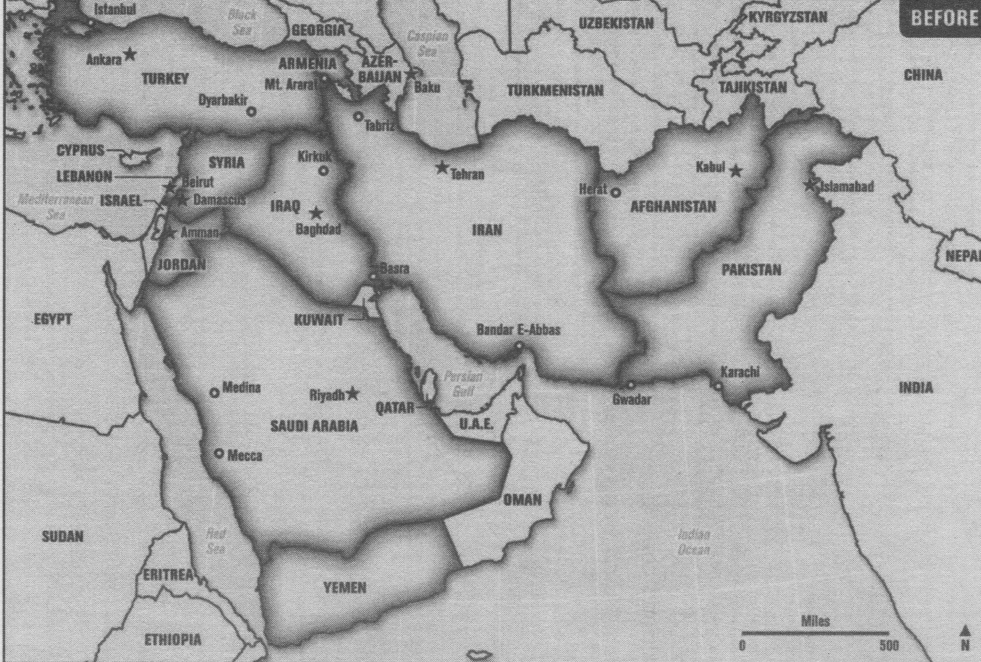 BEFORE
Istanbul
Black
Sea
GEORGIA
Caspian
Sea
UZBEKISTAN
KYRGYZSTAN
Ankara
TURKEY
ARMENIA
Mt. Ararat
AZER-
BAIJAN
Baku
TURKMENISTAN
TAJIKISTAN
CHINA
Dyarbakir
Tabriz
CYPRUS
SYRIA
Kirkuk
Tehran
Herat
Kabul
Islamabad
LEBANON
Beirut
Mediterranean
Sea
ISRAEL
Damascus
IRAQ
Baghdad
IRAN
AFGHANISTAN
Amman
JORDAN
Basra
PAKISTAN
NEPAL
EGYPT
KUWAIT
Bandar E-Abbas
Medina
Riyadh
Persian
Gulf
QATAR
U.A.E.
Gwadar
Karachi
INDIA
SAUDI ARABIA
Mecca
OMAN
SUDAN
Red
Sea
Indian
Ocean
ERITREA
YEMEN
ETHIOPIA
Miles
0
500
N